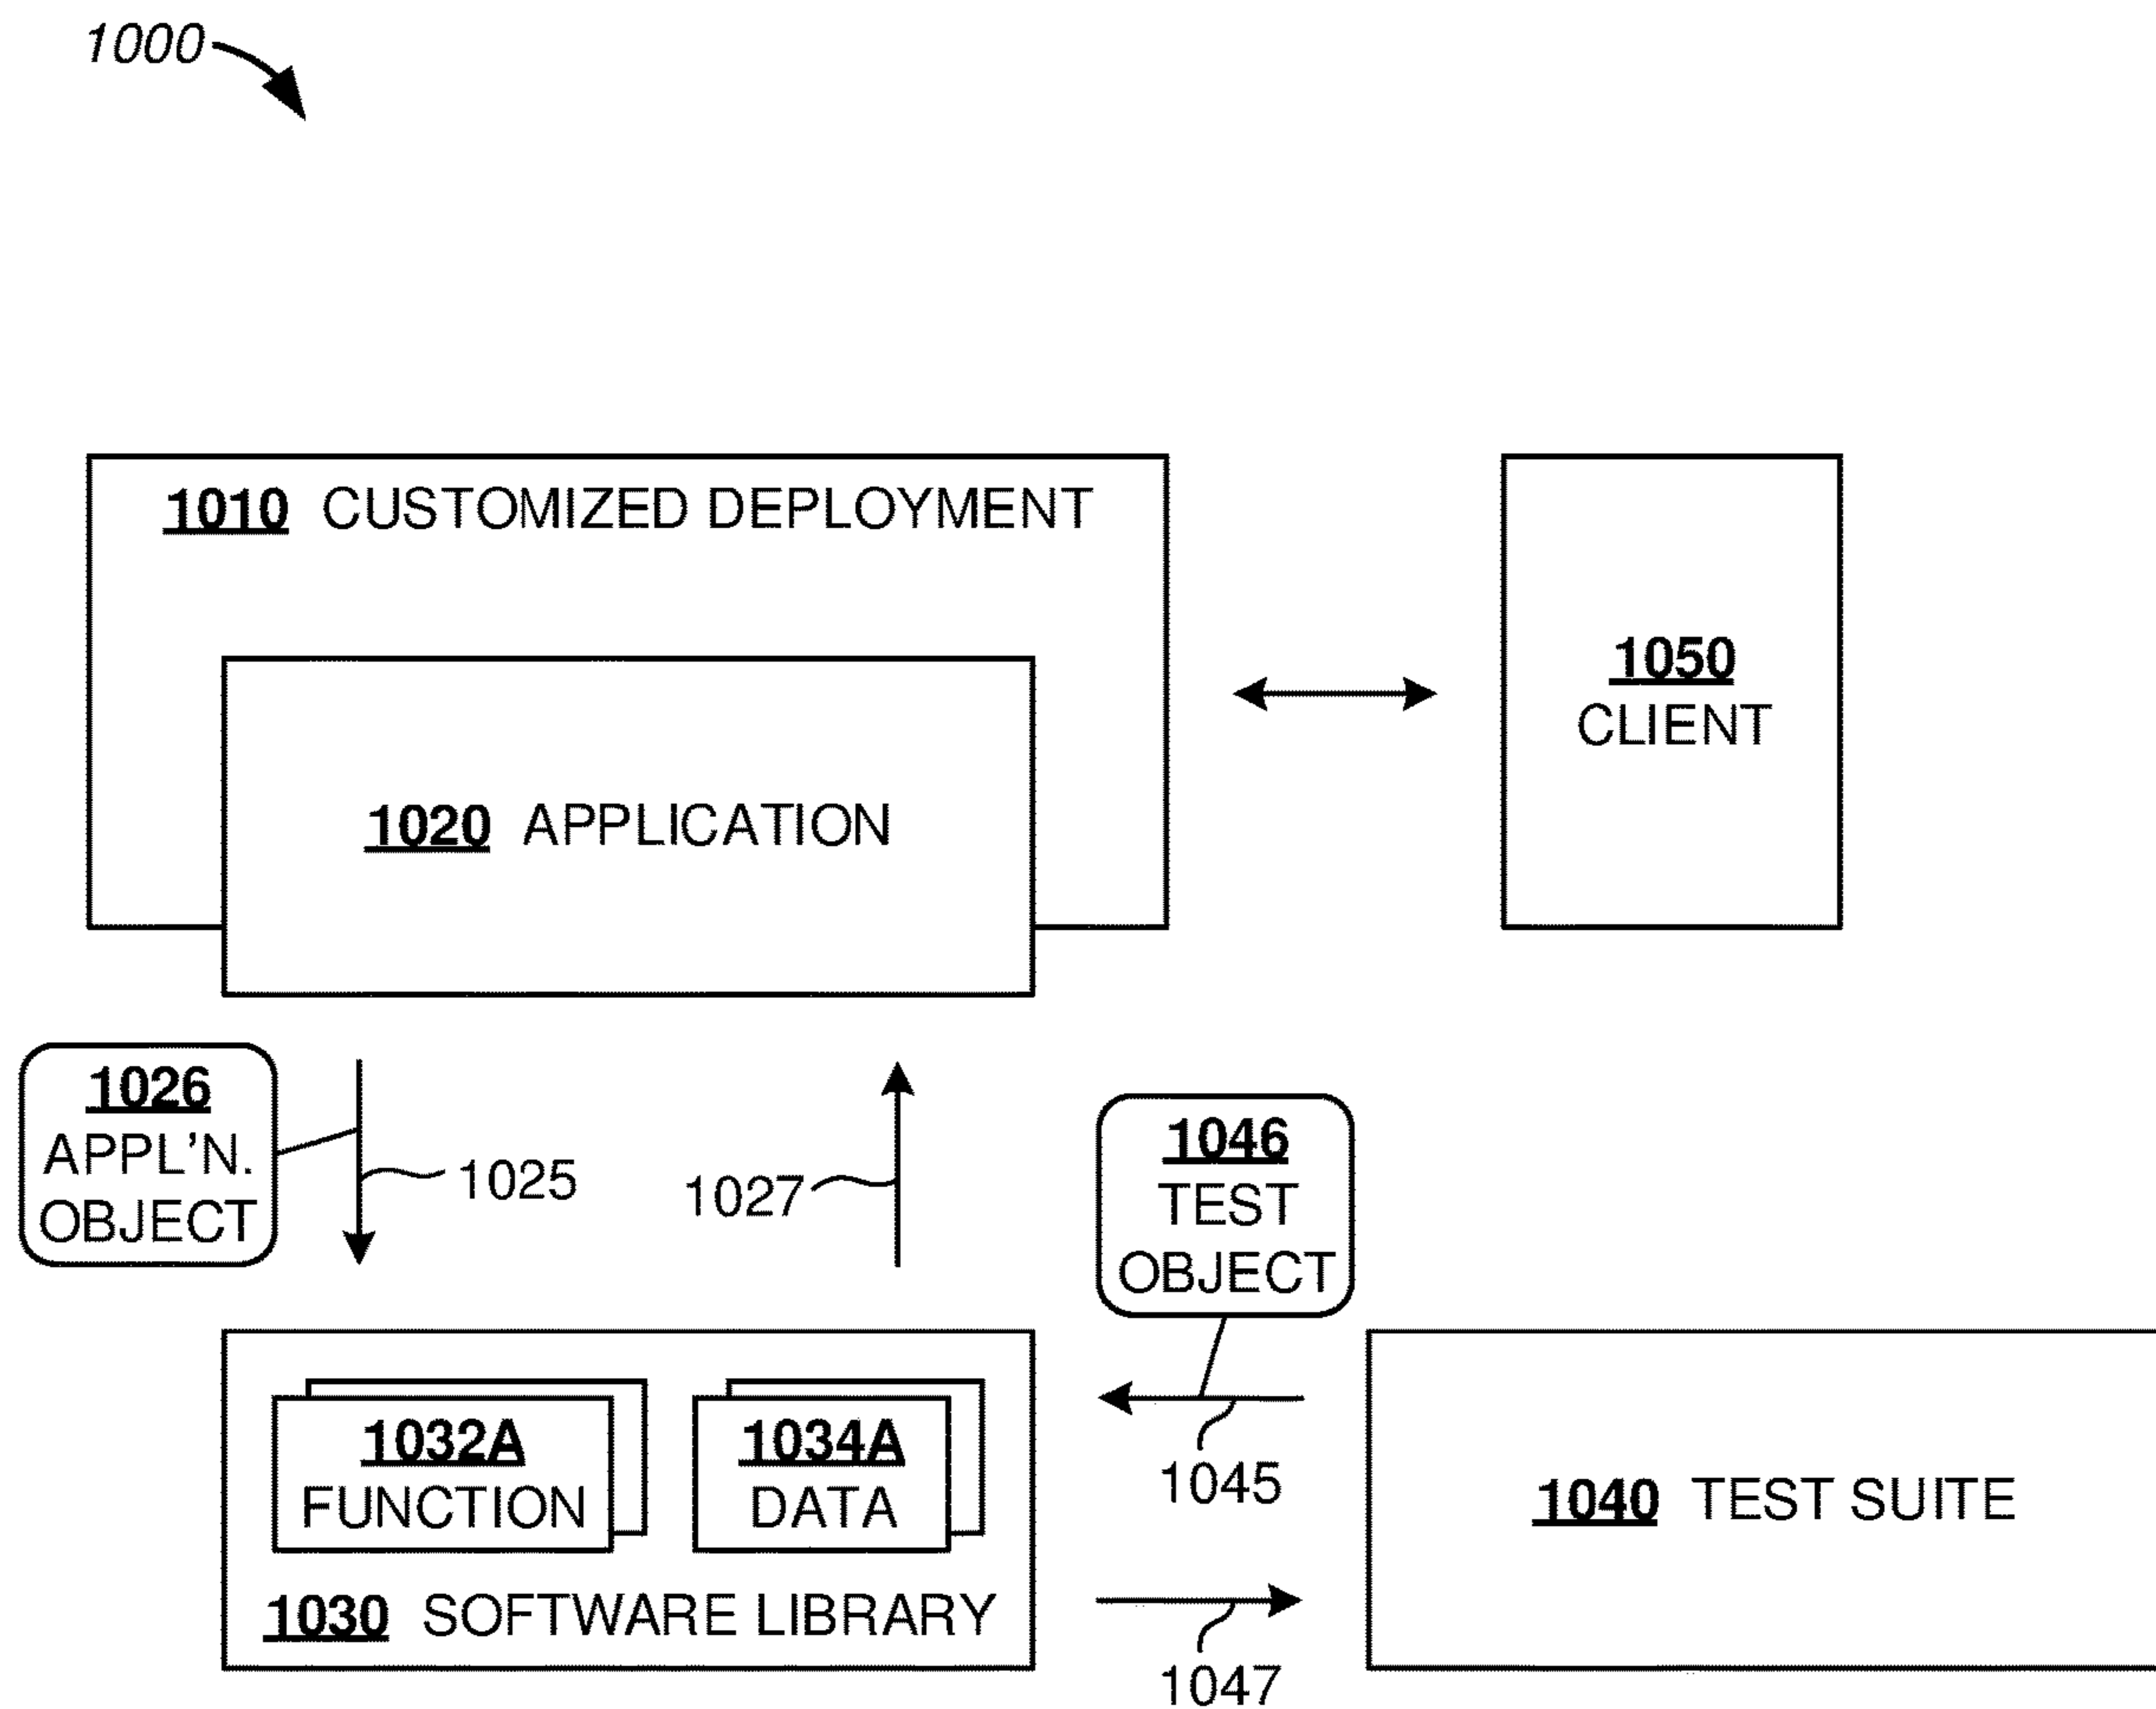 1000
1010 CUSTOMIZED DEPLOYMENT
1050
CLIENT
1020 APPLICATION
1026
APPL'N.
OBJECT
1025
1027
1046
TEST
OBJECT
1032A
FUNCTION
1034A
DATA
1030 SOFTWARE LIBRARY
1045
1047
1040 TEST SUITE